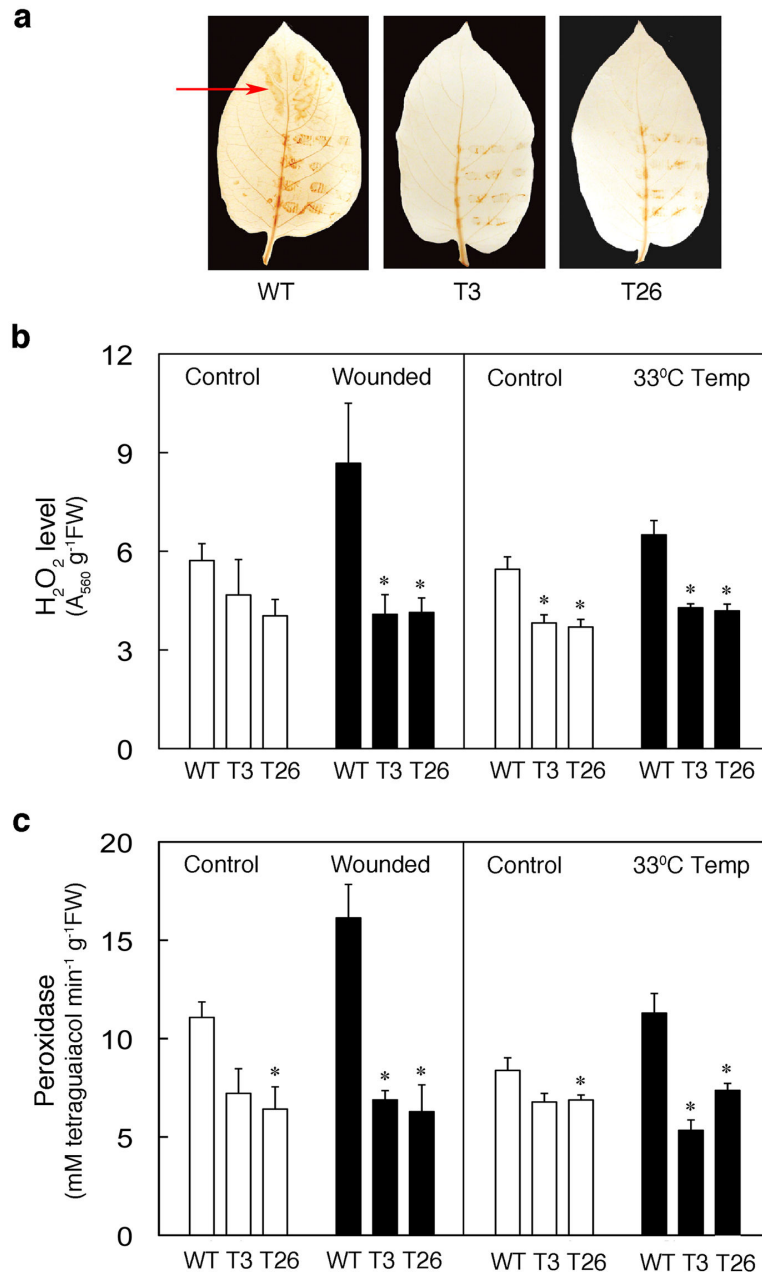 a
WT T3 T26
b
12
9
6
3
0
H₂O₂ level
(A₅₆₀ g⁻¹FW)
Control Wounded Control 33⁰C Temp
* * * * * *
WT T3 T26 WT T3 T26 WT T3 T26 WT T3 T26
c
20
15
10
5
0
Peroxidase
(mM tetraguaiacol min⁻¹ g⁻¹FW)
Control Wounded Control 33⁰C Temp
* * * * * *
WT T3 T26 WT T3 T26 WT T3 T26 WT T3 T26